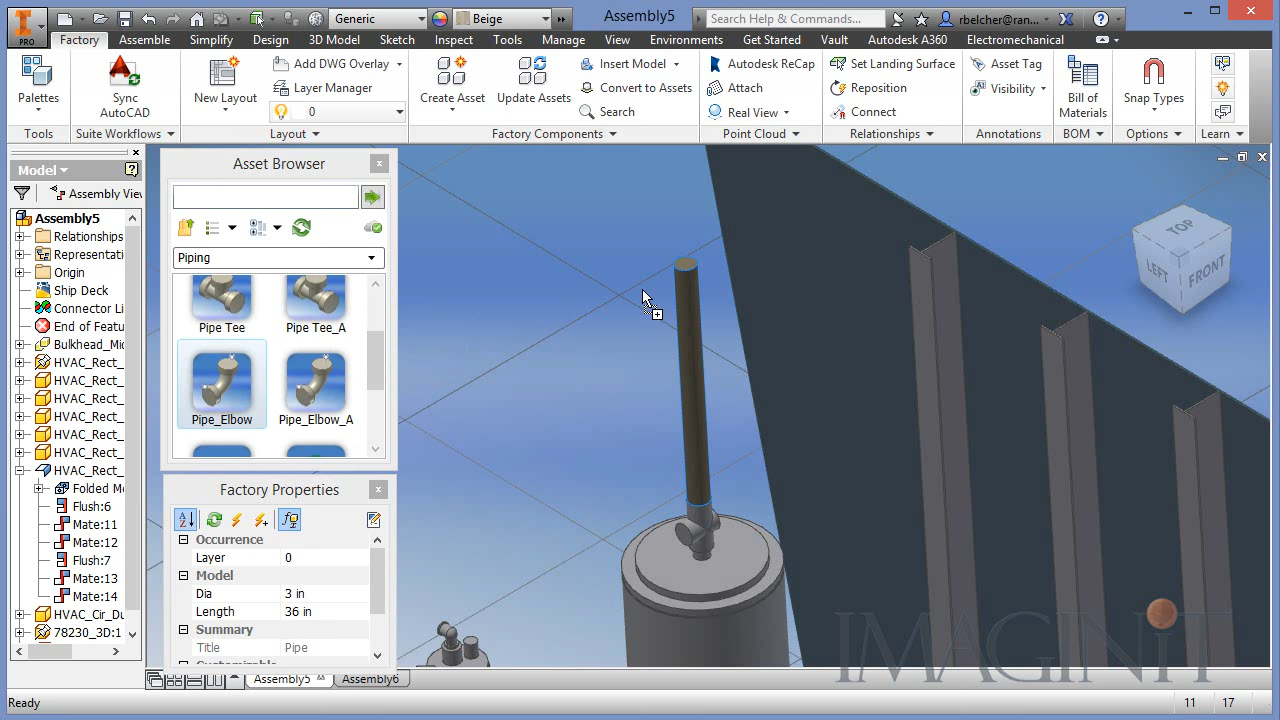 PRO
Generic
Beige
Assembly5
Search Help & Commands...
rbelcher@ran...
Factory Assemble Simplify Design 3D Model Sketch Inspect Tools Manage View Environments Get Started Vault Autodesk A360 Electromechanical
Palettes
Tools
Sync
AutoCAD
Suite Workflows
New Layout
Add DWG Overlay
Layer Manager
0
Layout
Create Asset
Update Assets
Insert Model
Convert to Assets
Search
Factory Components
Autodesk ReCap
Attach
Real View
Point Cloud
Set Landing Surface
Reposition
Connect
Relationships
Asset Tag
Visibility
Annotations
Bill of
Materials
BOM
Snap Types
Options
Learn
Model
Assembly View
Assembly5
Relationships
Representati
Origin
Ship Deck
Connector Li
End of Featu
Bulkhead_Mi
HVAC_Rect_
HVAC_Rect_
HVAC_Rect_
HVAC_Rect_
HVAC_Rect_
HVAC_Rect_
HVAC_Rect_
Folded M
Flush:6
Mate:11
Mate:12
Flush:7
Mate:13
Mate:14
HVAC_Cir_Du
78230_3D:1
Asset Browser
Piping
Pipe Tee
Pipe Tee_A
Pipe_Elbow
Pipe_Elbow_A
Factory Properties
Occurrence
Layer 0
Model
Dia 3 in
Length 36 in
Summary
Title Pipe
Customizable
TOP
LEFT
FRONT
IMAGINiT
Assembly5
Assembly6
Ready
11 17